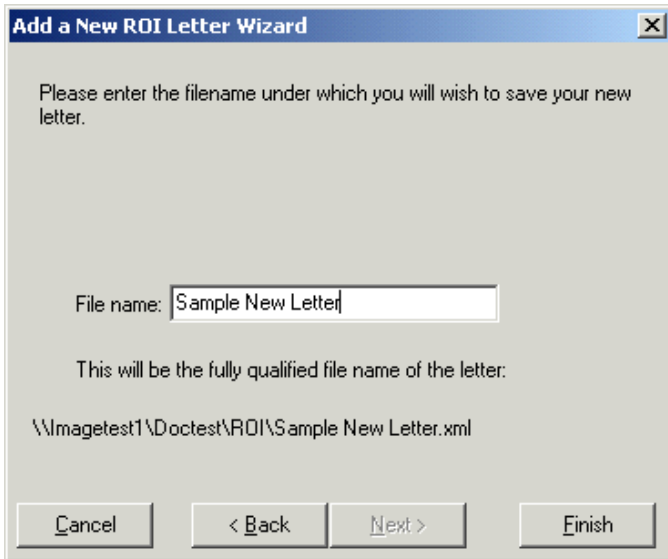 Add a New ROI Letter Wizard
Please enter the filename under which you will wish to save your new
letter.
File name: Sample New Letter
This will be the fully qualified file name of the letter:
\\Imagetest1\Doctest\ROI\Sample New Letter.xml
Cancel < Back Next > Finish